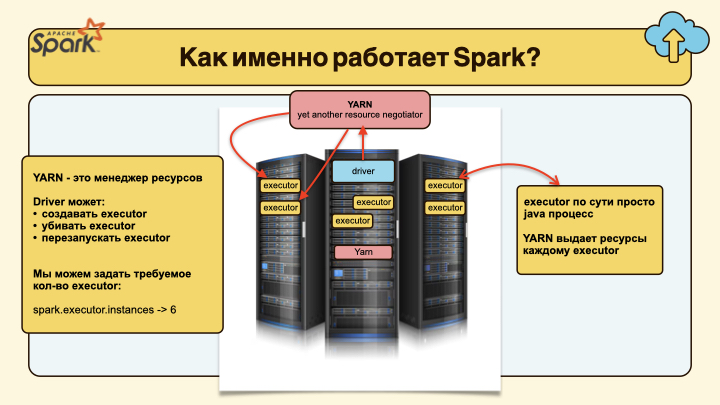 APACHE
Spark
Как именно работает Spark?
YARN
yet another resource negotiator
YARN - это менеджер ресурсов
Driver может:
• создавать executor
• убивать executor
• перезапускать executor
Мы можем задать требуемое
кол-во executor:
spark.executor.instances -> 6
executor
executor
driver
executor
executor
Yarn
executor
executor
executor по сути просто
java процесс
YARN выдает ресурсы
каждому executor